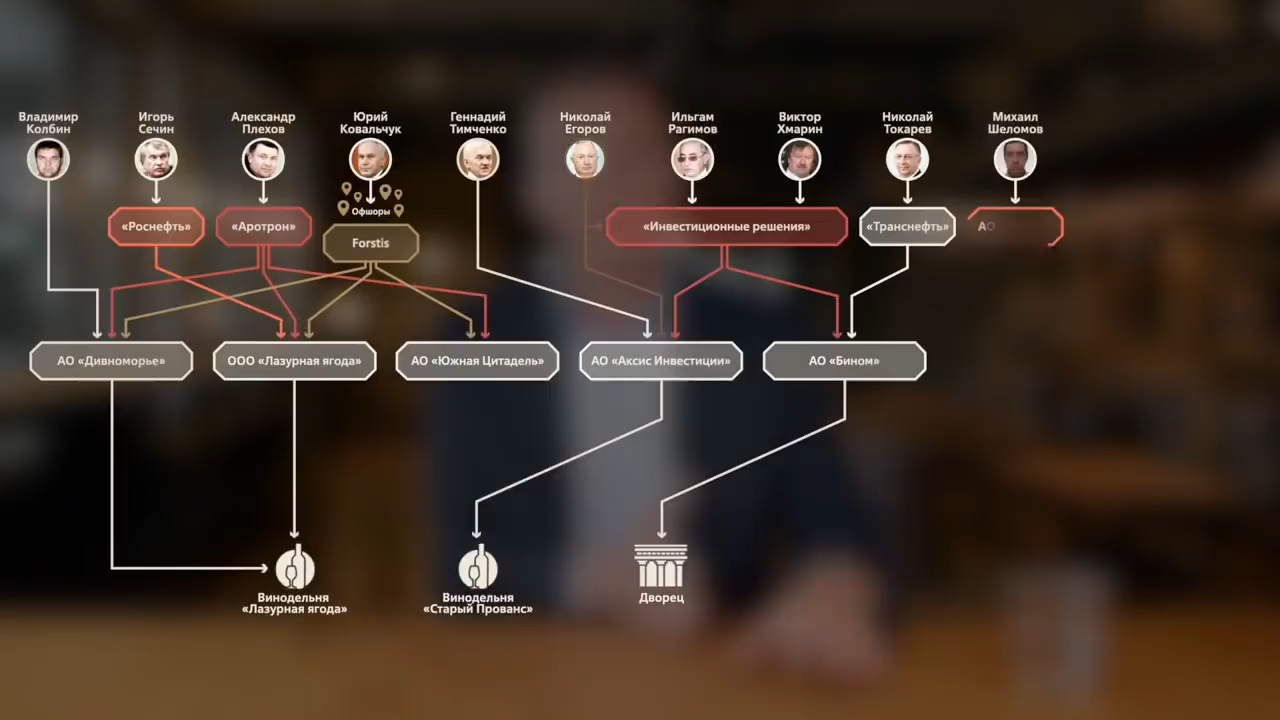 Владимир
Колбин
Игорь
Сечин
Александр
Плехов
Юрий
Ковальчук
Геннадий
Тимченко
Николай
Егоров
Ильгам
Рагимов
Виктор
Хмарин
Николай
Токарев
Михаил
Шеломов
Офшоры
«Роснефть»
«Аротрон»
Forstis
«Инвестиционные решения»
«Транснефть»
АО
АО «Дивноморье»
ООО «Лазурная ягода»
АО «Южная Цитадель»
АО «Аксис Инвестиции»
АО «Бином»
Винодельня
«Лазурная ягода»
Винодельня
«Старый Прованс»
Дворец